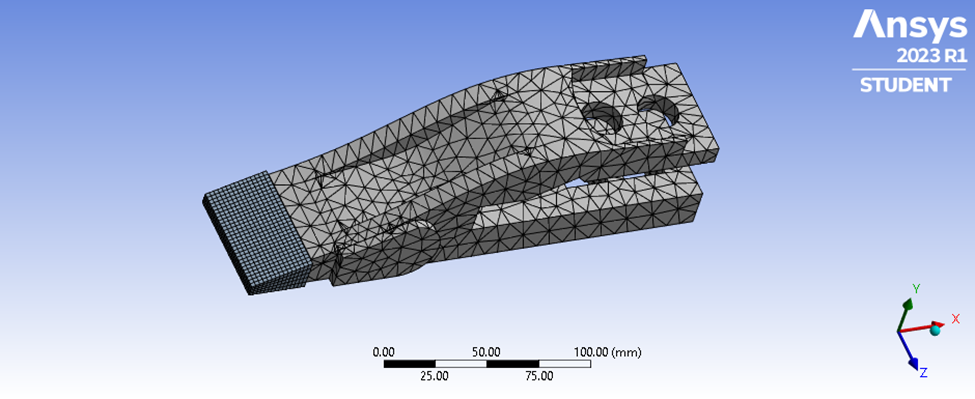 Ansys
2023 R1
STUDENT
0.00 50.00 100.00 (mm)
25.00 75.00
Y
X
Z